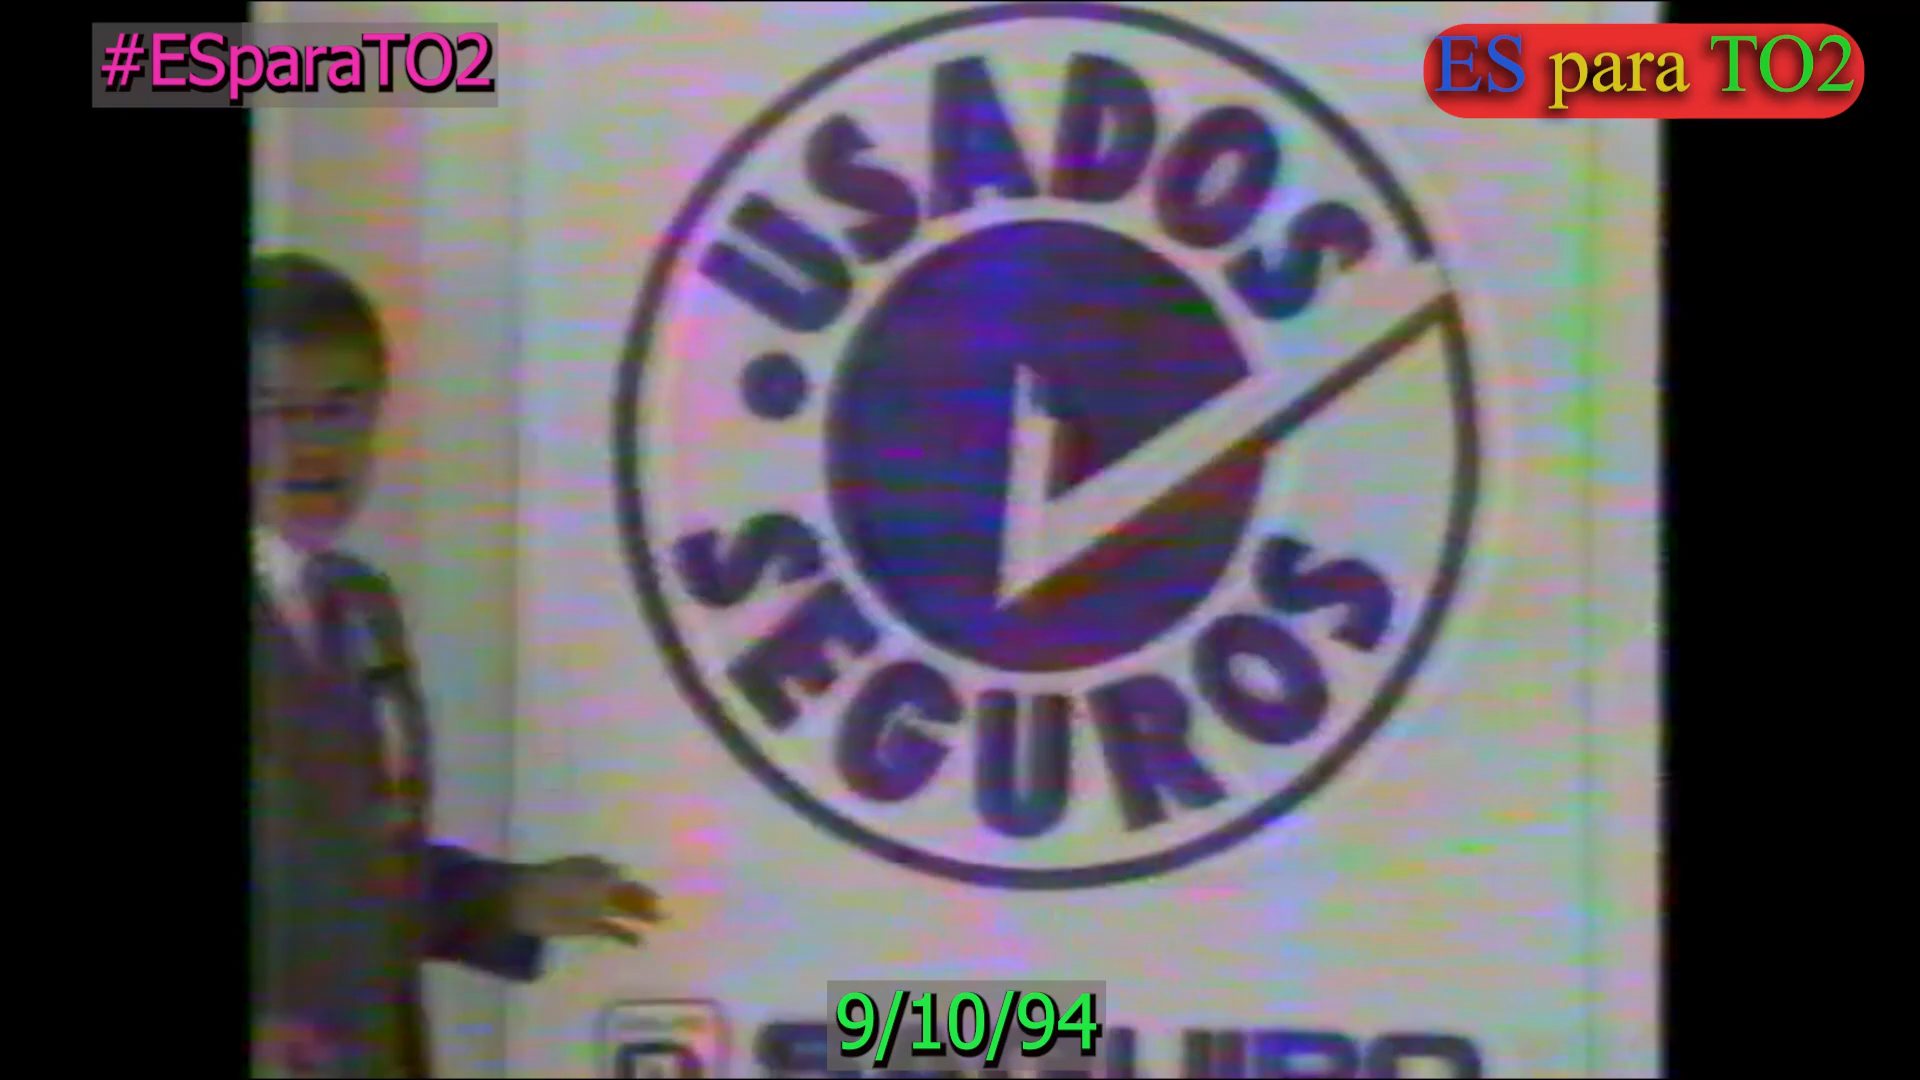 #ESparaTO2
ES para TO2
USADOS
SEGUROS
9/10/94